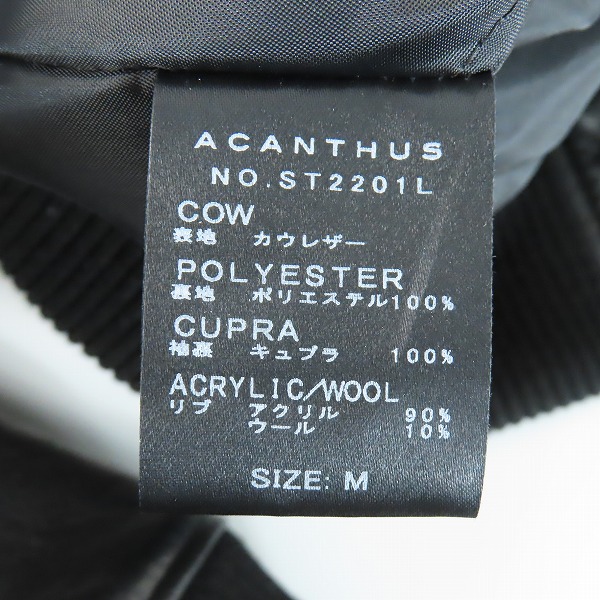 ACANTHUS
NO.ST2201L
COW
表地 カウレザー
POLYESTER
裏地 ポリエステル100%
CUPRA
袖裏 キュプラ 100%
ACRYLIC/WOOL
リブ アクリル 90%
ウール 10%
SIZE: M